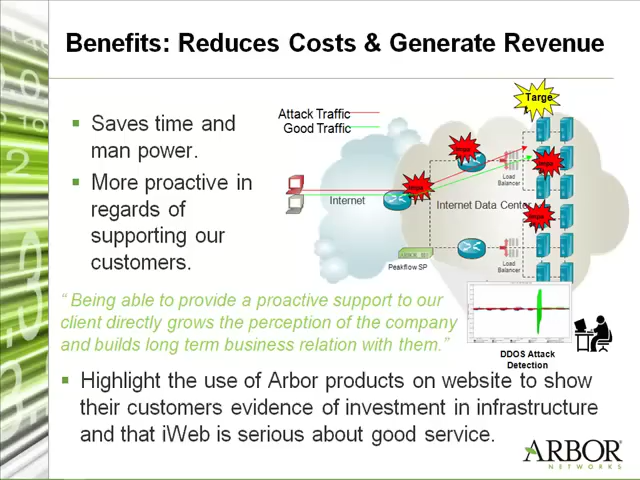 Benefits: Reduces Costs & Generate Revenue
▪ Saves time and
man power.
▪ More proactive in
regards of
supporting our
customers.
Attack Traffic
Good Traffic
Targe
Internet
Internet Data Center
Load
Balancer
Peakflow SP
Load
Balancer
DDOS Attack
Detection
“ Being able to provide a proactive support to our
client directly grows the perception of the company
and builds long term business relation with them.”
▪ Highlight the use of Arbor products on website to show
their customers evidence of investment in infrastructure
and that iWeb is serious about good service.
ARBOR
NETWORKS